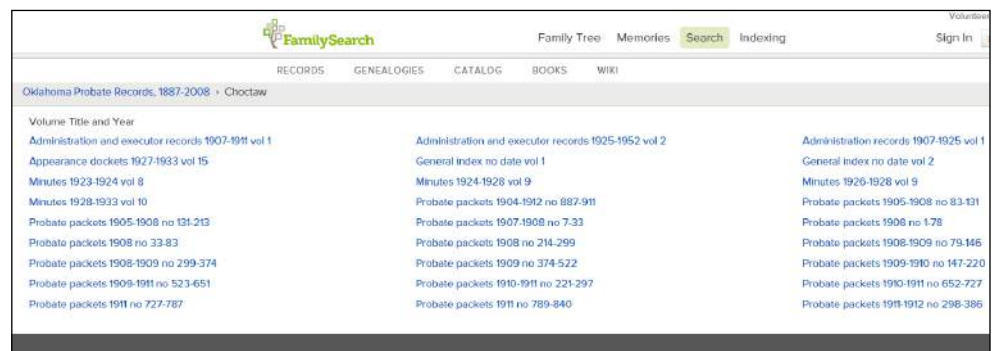 Volunteer
FamilySearch Family Tree Memories Search Indexing Sign In
RECORDS GENEALOGIES CATALOG BOOKS WIKI
Oklahoma Probate Records, 1887-2008 › Choctaw
Volume Title and Year
Administration and executor records 1907-1911 vol 1 Administration and executor records 1925-1952 vol 2 Administration records 1907-1925 vol 1
Appearance dockets 1927-1933 vol 15 General index no date vol 1 General index no date vol 2
Minutes 1923-1924 vol 8 Minutes 1924-1928 vol 9 Minutes 1926-1928 vol 9
Minutes 1928-1933 vol 10 Probate packets 1904-1912 no 887-911 Probate packets 1905-1908 no 83-131
Probate packets 1905-1908 no 131-213 Probate packets 1907-1908 no 7-33 Probate packets 1908 no 1-78
Probate packets 1908 no 33-83 Probate packets 1908 no 214-299 Probate packets 1908-1909 no 79-146
Probate packets 1908-1909 no 299-374 Probate packets 1909 no 374-522 Probate packets 1909-1910 no 147-220
Probate packets 1909-1911 no 523-651 Probate packets 1910-1911 no 221-297 Probate packets 1910-1911 no 652-727
Probate packets 1911 no 727-787 Probate packets 1911 no 789-840 Probate packets 1911-1912 no 298-386